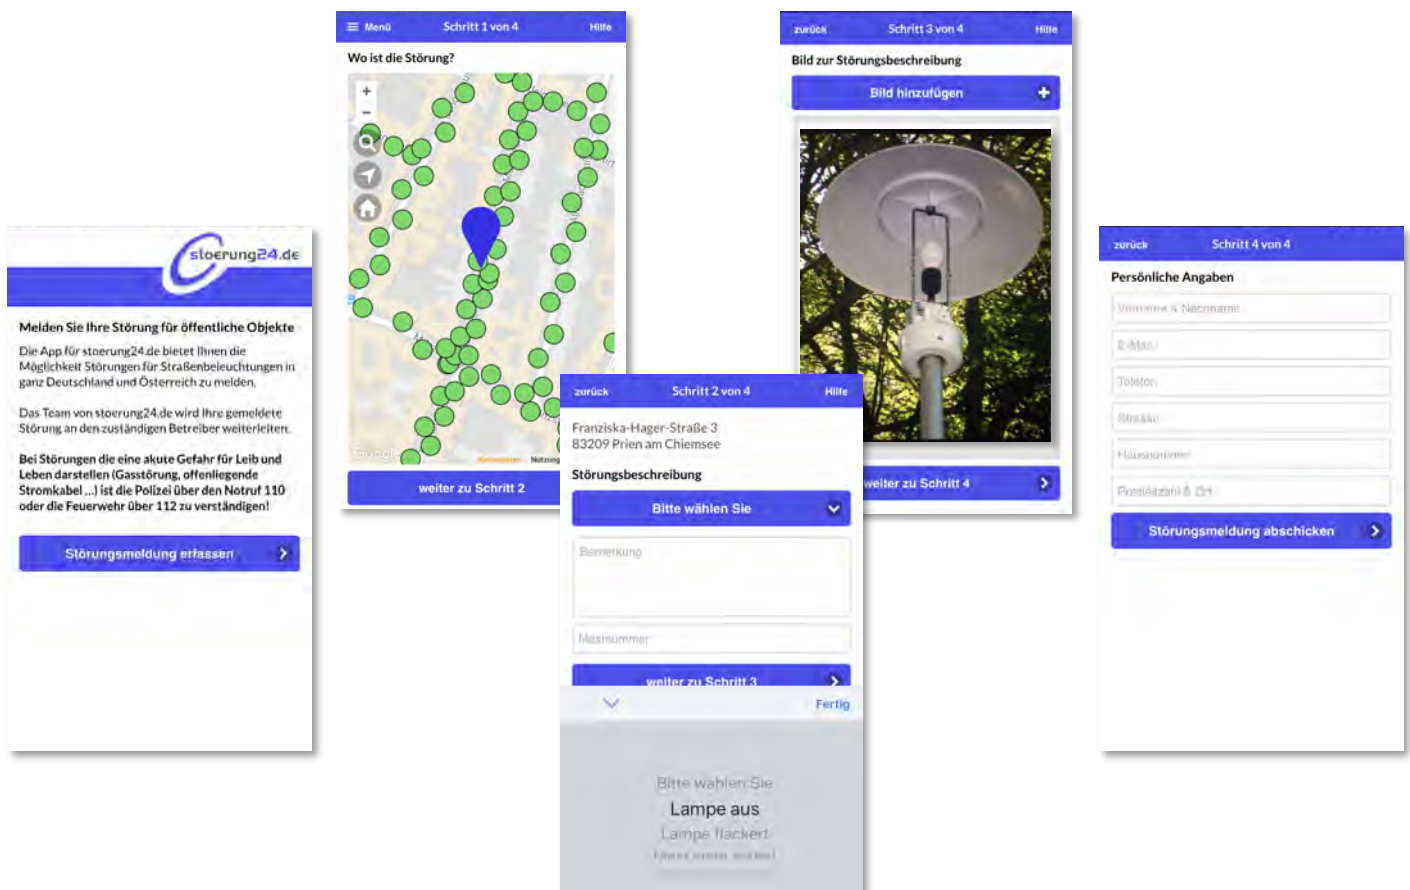 stoerung24.de
Melden Sie Ihre Störung für öffentliche Objekte
Die App für stoerung24.de bietet Ihnen die
Möglichkeit Störungen für Straßenbeleuchtungen in
ganz Deutschland und Österreich zu melden.
Das Team von stoerung24.de wird Ihre gemeldete
Störung an den zuständigen Betreiber weiterleiten.
Bei Störungen die eine akute Gefahr für Leib und
Leben darstellen (Gasstörung, offenliegende
Stromkabel ...) ist die Polizei über den Notruf 110
oder die Feuerwehr über 112 zu verständigen!
Störungsmeldung erfassen
Menü Schritt 1 von 4 Hilfe
Wo ist die Störung?
+
-
Google
Nutzung
weiter zu Schritt 2
zurück Schritt 2 von 4 Hilfe
Franziska-Hager-Straße 3
83209 Prien am Chiemsee
Störungsbeschreibung
Bitte wählen Sie
Bemerkung
Mastnummer
weiter zu Schritt 3
Fertig
Bitte wählen Sie
Lampe aus
Lampe flackert
zurück Schritt 3 von 4 Hilfe
Bild zur Störungsbeschreibung
Bild hinzufügen
weiter zu Schritt 4
zurück Schritt 4 von 4
Persönliche Angaben
Vorname & Nachname
E-Mail
Telefon
Strasse
Hausnummer
Postleitzahl & Ort
Störungsmeldung abschicken